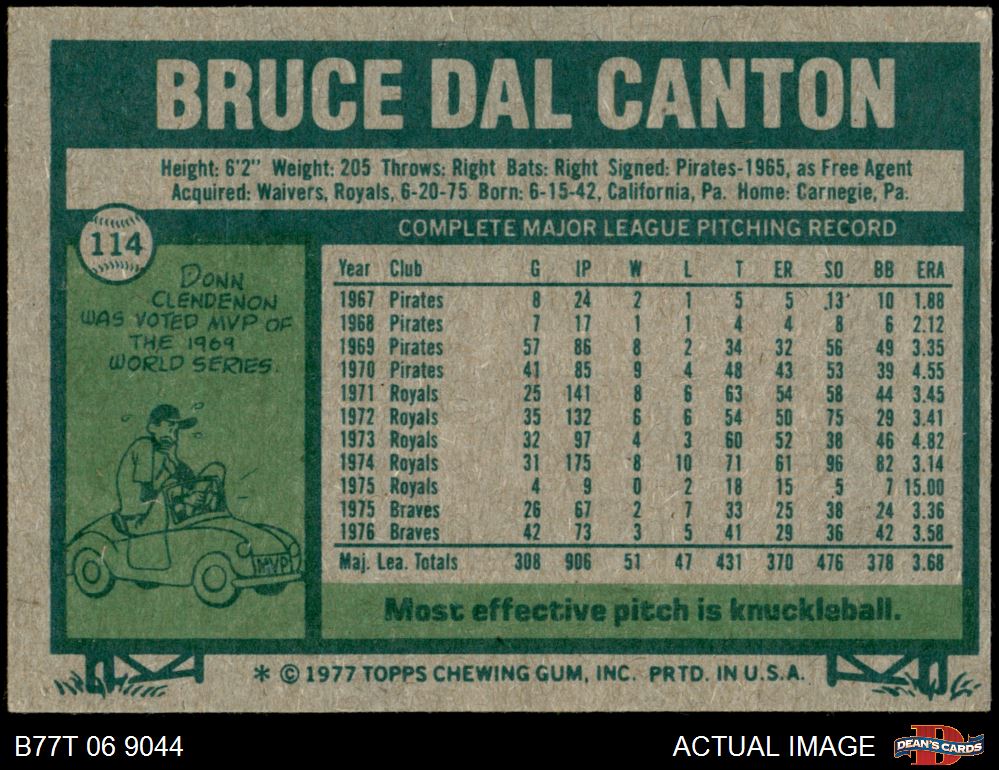 BRUCE DAL CANTON
Height: 6'2" Weight: 205 Throws: Right Bats: Right Signed: Pirates-1965, as Free Agent
Acquired: Waivers, Royals, 6-20-75 Born: 6-15-42, California, Pa. Home: Carnegie, Pa.
114
DONN
CLENDENON
WAS VOTED MVP OF
THE 1969
WORLD SERIES.
MVP
COMPLETE MAJOR LEAGUE PITCHING RECORD
Year Club G IP W L T ER SO BB ERA
1967 Pirates 8 24 2 1 5 5 13 10 1.88
1968 Pirates 7 17 1 1 4 4 8 6 2.12
1969 Pirates 57 86 8 2 34 32 56 49 3.35
1970 Pirates 41 85 9 4 48 43 53 39 4.55
1971 Royals 25 141 8 6 63 54 58 44 3.45
1972 Royals 35 132 6 6 54 50 75 29 3.41
1973 Royals 32 97 4 3 60 52 38 46 4.82
1974 Royals 31 175 8 10 71 61 96 82 3.14
1975 Royals 4 9 0 2 18 15 5 7 15.00
1975 Braves 26 67 2 7 33 25 38 24 3.36
1976 Braves 42 73 3 5 41 29 36 42 3.58
Maj. Lea. Totals 308 906 51 47 431 370 476 378 3.68
Most effective pitch is knuckleball.
* © 1977 TOPPS CHEWING GUM, INC. PRTD. IN U.S.A.
B77T 06 9044
ACTUAL IMAGE
D
DEAN'S CARDS